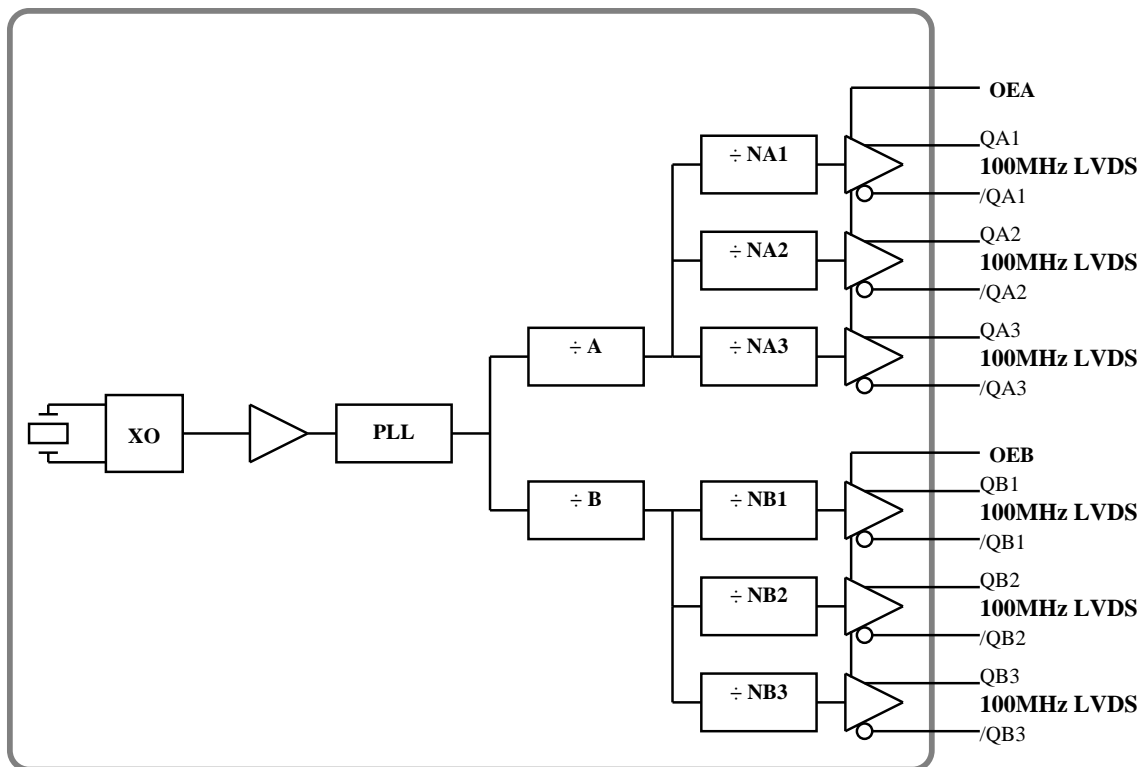 OEA
÷ NA1
QA1
100MHz LVDS
/QA1
÷ NA2
QA2
100MHz LVDS
/QA2
÷ A
÷ NA3
QA3
100MHz LVDS
/QA3
XO
PLL
OEB
÷ B
÷ NB1
QB1
100MHz LVDS
/QB1
÷ NB2
QB2
100MHz LVDS
/QB2
÷ NB3
QB3
100MHz LVDS
/QB3